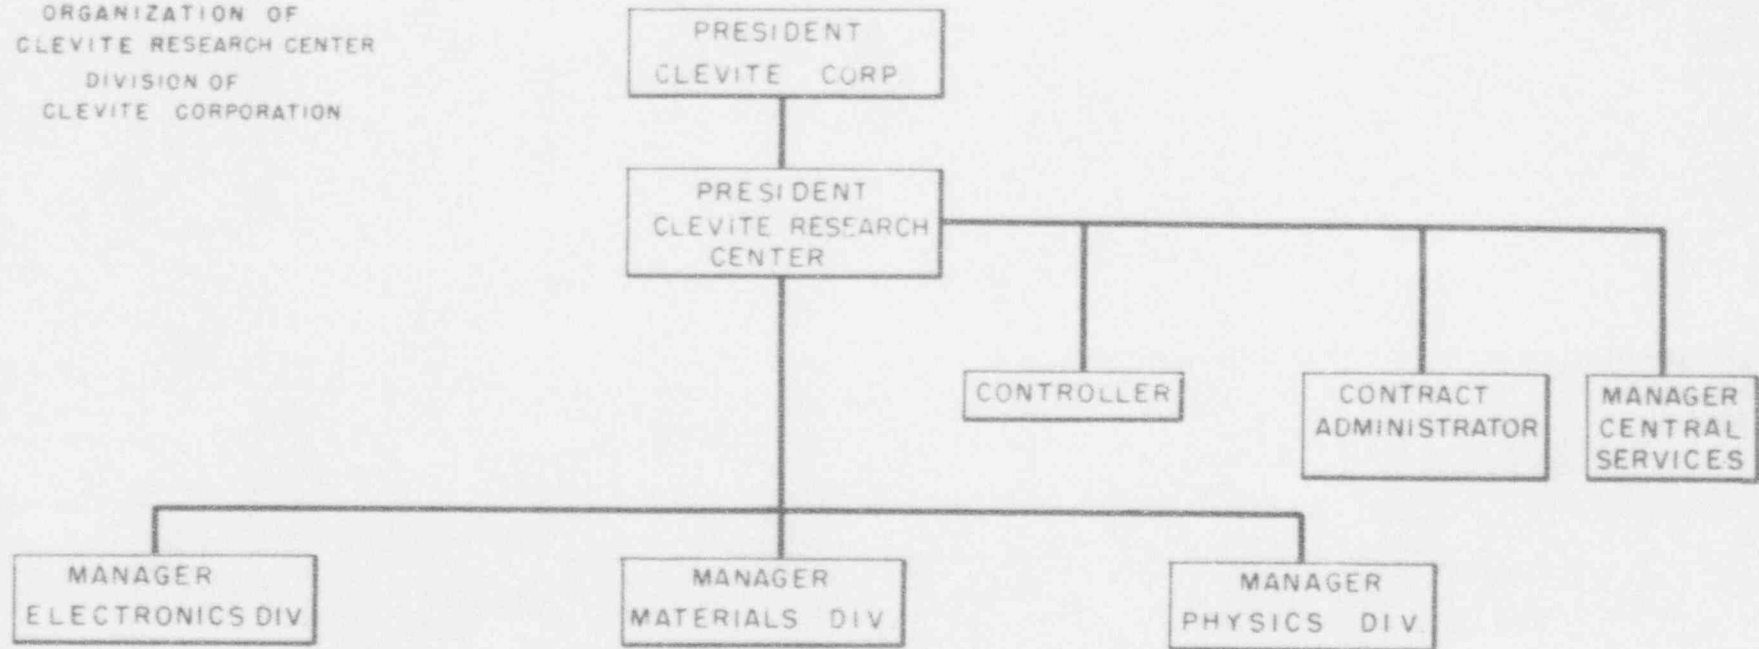 ORGANIZATION OF
CLEVITE RESEARCH CENTER
DIVISION OF
CLEVITE CORPORATION
PRESIDENT
CLEVITE CORP
PRESIDENT
CLEVITE RESEARCH
CENTER
CONTROLLER
CONTRACT
ADMINISTRATOR
MANAGER
CENTRAL
SERVICES
MANAGER
ELECTRONICS DIV
MANAGER
MATERIALS DIV
MANAGER
PHYSICS DIV